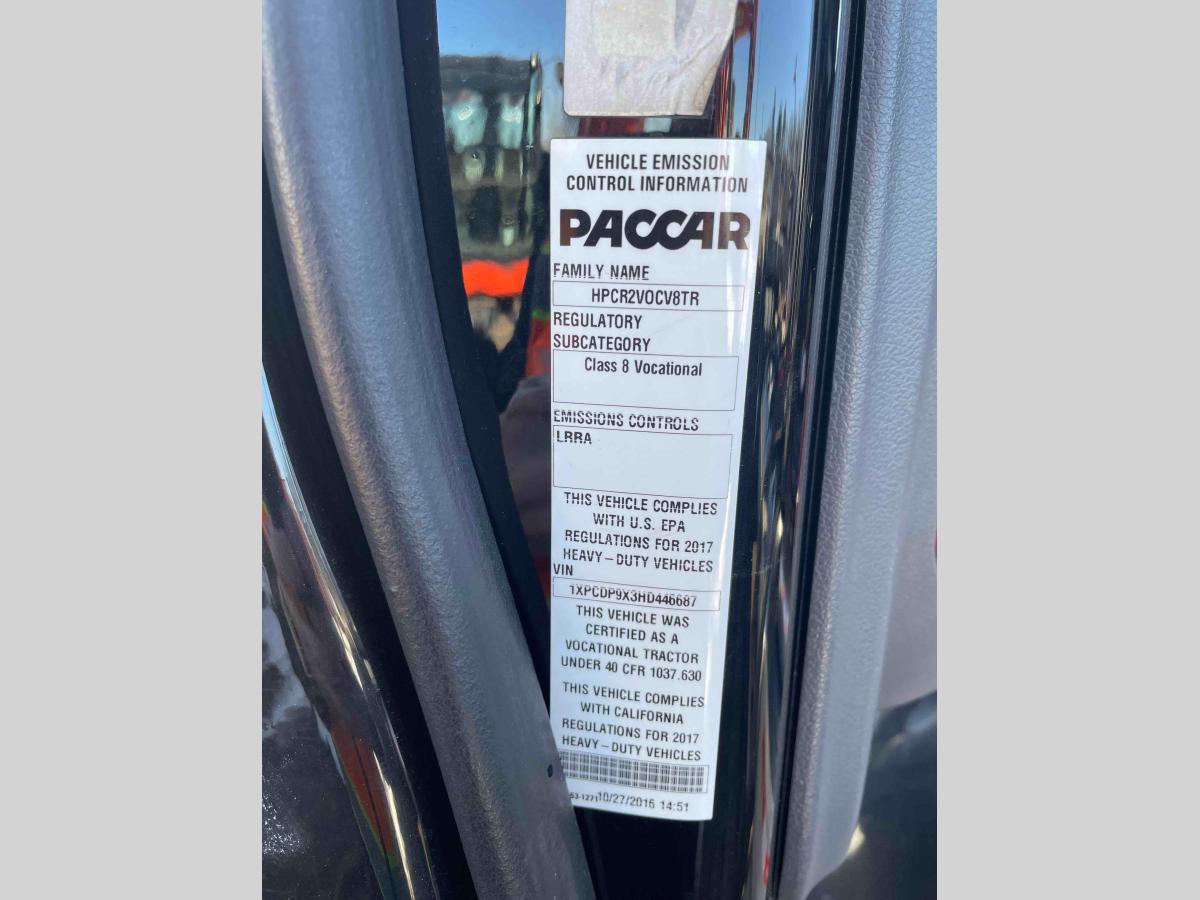 VEHICLE EMISSION
CONTROL INFORMATION
PACCAR
FAMILY NAME
HPCR2VOCV8TR
REGULATORY
SUBCATEGORY
Class 8 Vocational
EMISSIONS CONTROLS
LRRA
THIS VEHICLE COMPLIES
WITH U.S. EPA
REGULATIONS FOR 2017
HEAVY-DUTY VEHICLES
VIN
1XPCDP9X3HD446687
THIS VEHICLE WAS
CERTIFIED AS A
VOCATIONAL TRACTOR
UNDER 40 CFR 1037.630
THIS VEHICLE COMPLIES
WITH CALIFORNIA
REGULATIONS FOR 2017
HEAVY-DUTY VEHICLES
53-1271 10/27/2016 14:51